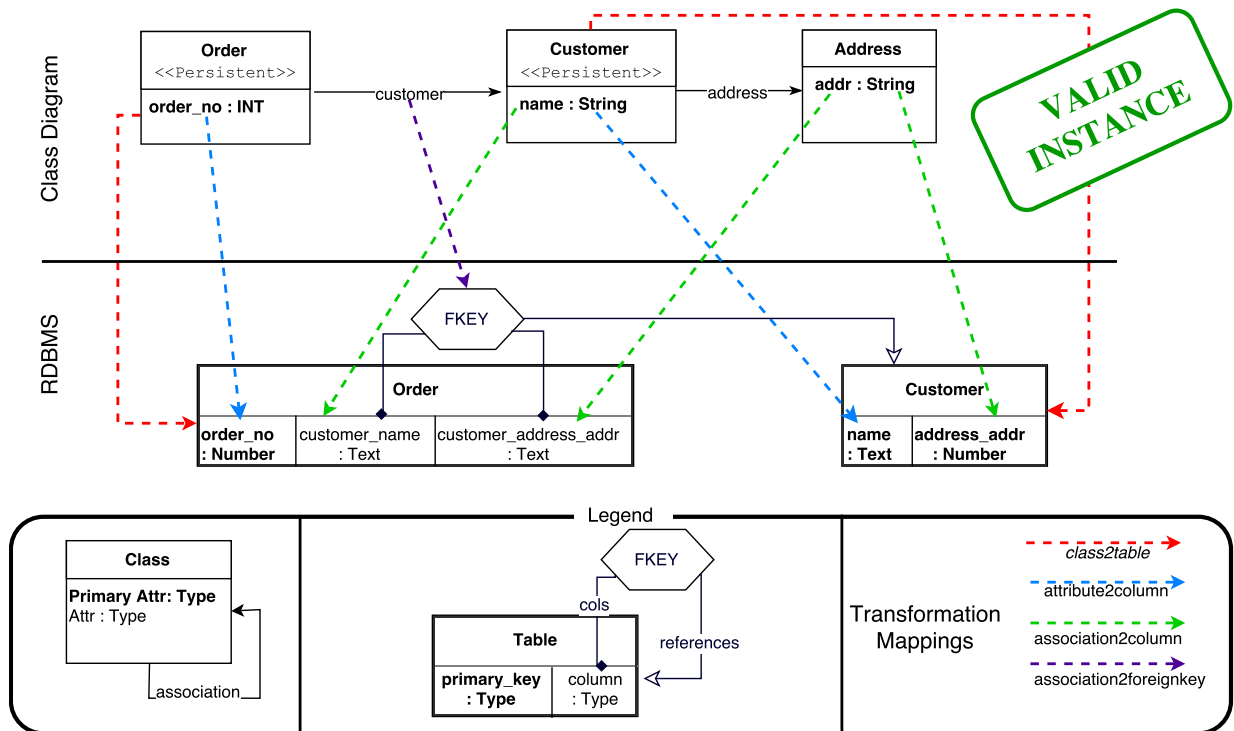 Class Diagram
Order
<<Persistent>>
order_no : INT
customer
Customer
<<Persistent>>
name : String
address
Address
addr : String
VALID
INSTANCE
RDBMS
FKEY
Order
order_no
: Number
customer_name
: Text
customer_address_addr
: Text
Customer
name
: Text
address_addr
: Number
Legend
Class
Primary Attr: Type
Attr : Type
association
FKEY
cols
references
Table
primary_key
: Type
column
: Type
Transformation
Mappings
class2table
attribute2column
association2column
association2foreignkey